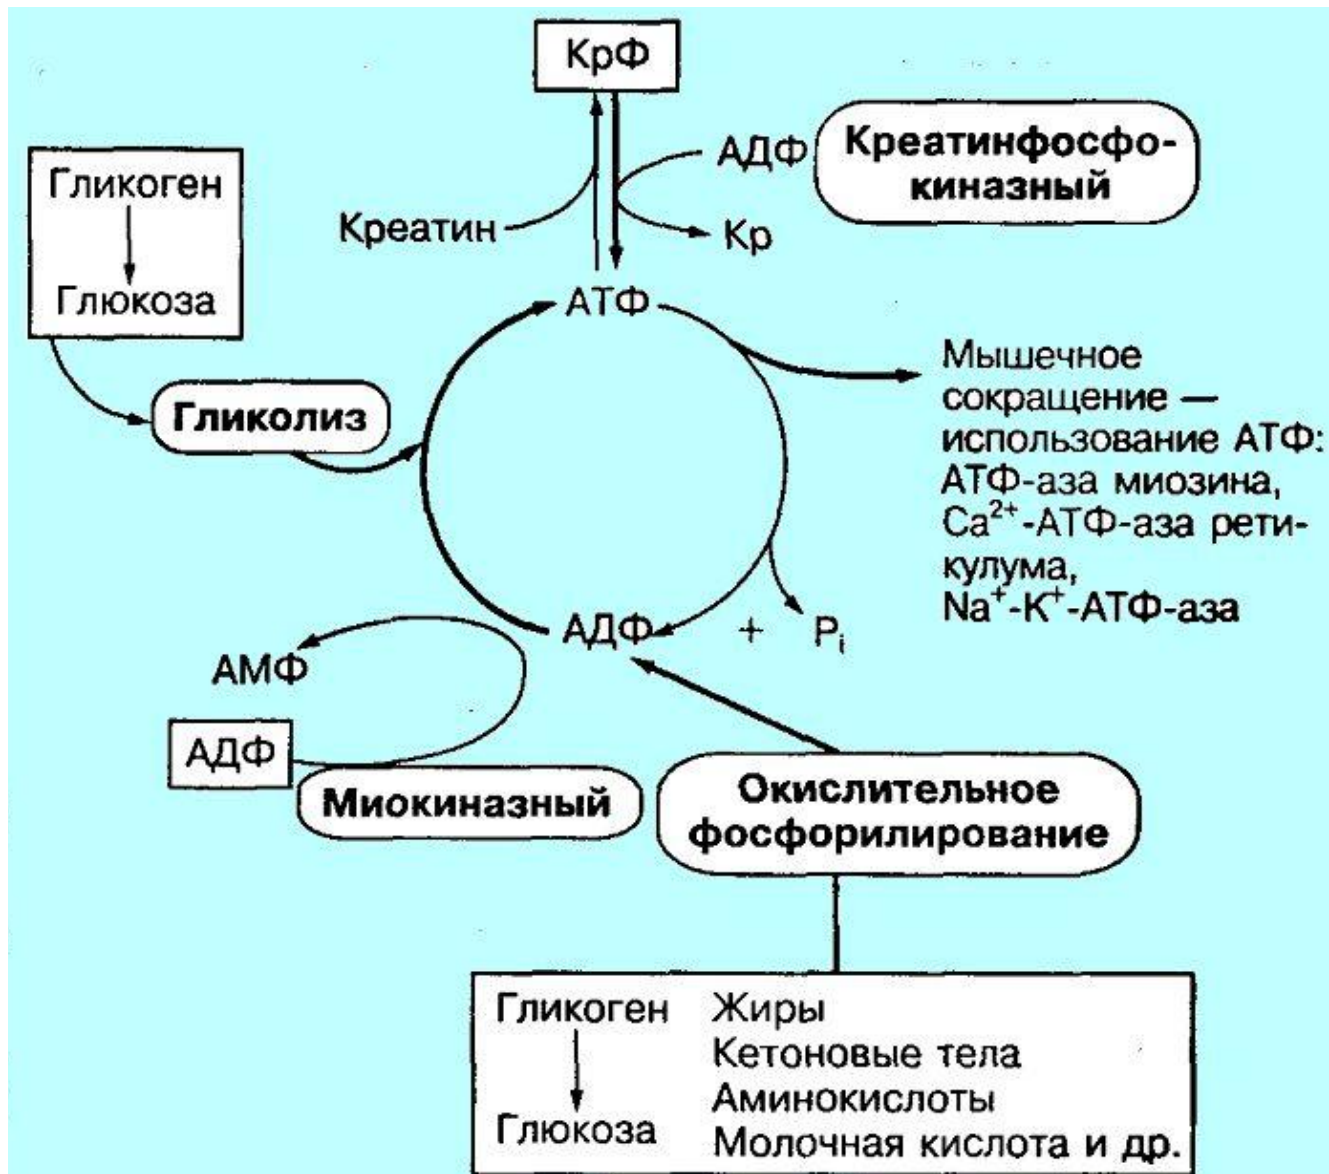 КрФ
АДФ
Креатинфосфо-
киназный
Гликоген
Глюкоза
Креатин
Кр
АТФ
Гликолиз
Мышечное
сокращение —
использование АТФ:
АТФ-аза миозина,
Ca²⁺-АТФ-аза рети-
кулума,
Na⁺-K⁺-АТФ-аза
АДФ + Pᵢ
АМФ
АДФ
Миокиназный
Окислительное
фосфорилирование
Гликоген
Глюкоза
Жиры
Кетоновые тела
Аминокислоты
Молочная кислота и др.